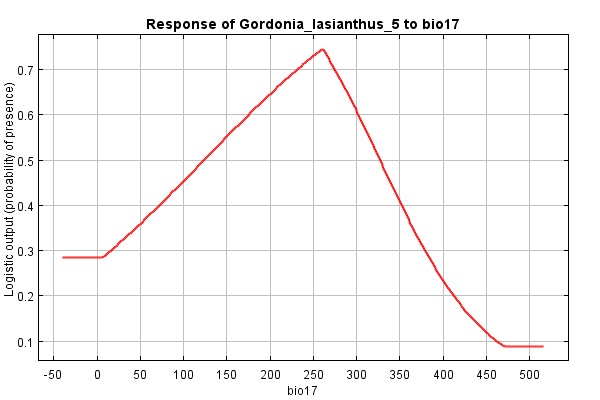 Response of Gordonia_lasianthus_5 to bio17
Logistic output (probability of presence)
0.7
0.6
0.5
0.4
0.3
0.2
0.1
-50 0 50 100 150 200 250 300 350 400 450 500
bio17